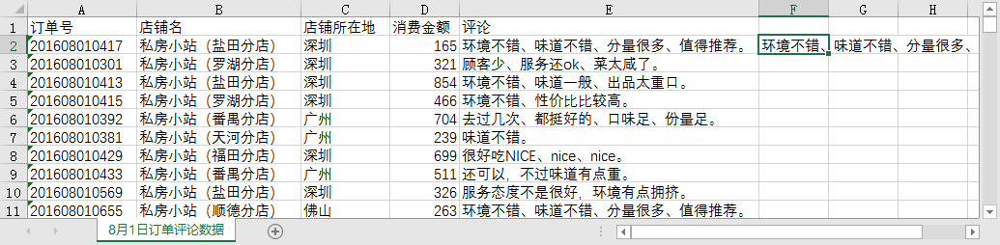 A B C D E F G H
1 订单号 店铺名 店铺所在地 消费金额 评论
2 201608010417 私房小站（盐田分店） 深圳 165 环境不错、味道不错、分量很多、值得推荐。 环境不错、味道不错、分量很多、
3 201608010301 私房小站（罗湖分店） 深圳 321 顾客少、服务还ok、菜太咸了。
4 201608010413 私房小站（盐田分店） 深圳 854 环境不错、味道一般、出品太重口。
5 201608010415 私房小站（罗湖分店） 深圳 466 环境不错、性价比比较高。
6 201608010392 私房小站（番禺分店） 广州 704 去过几次、都挺好的、口味足、份量足。
7 201608010381 私房小站（天河分店） 广州 239 味道不错。
8 201608010429 私房小站（福田分店） 深圳 699 很好吃NICE、nice、nice。
9 201608010433 私房小站（番禺分店） 广州 511 还可以，不过味道有点重。
10 201608010569 私房小站（盐田分店） 深圳 326 服务态度不是很好，环境有点拥挤。
11 201608010655 私房小站（顺德分店） 佛山 263 环境不错、味道不错、分量很多、值得推荐。
8月1日订单评论数据